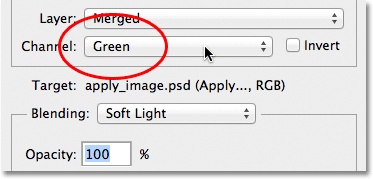 Layer: Merged
Channel: Green Invert
Target: apply_image.psd (Apply..., RGB)
Blending: Soft Light
Opacity: 100 %